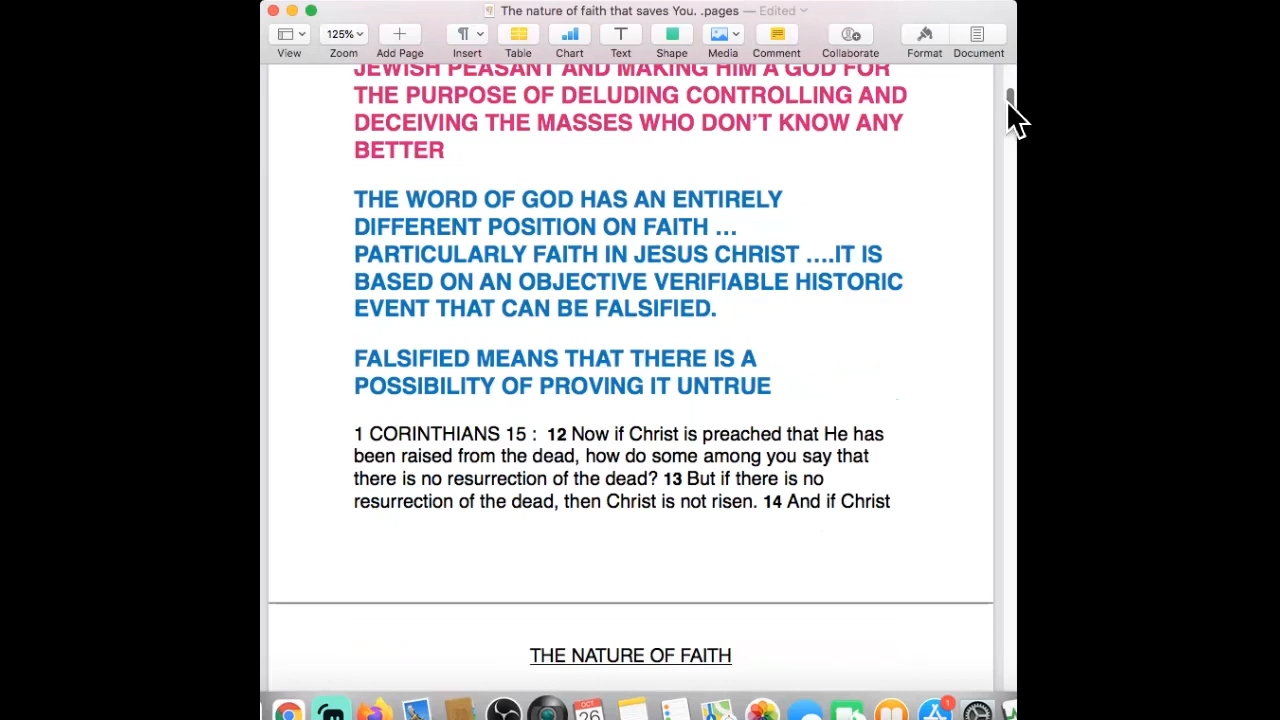 The nature of faith that saves You. .pages — Edited
125%
View Zoom Add Page Insert Table Chart Text Shape Media Comment Collaborate Format Document
JEWISH PEASANT AND MAKING HIM A GOD FOR
THE PURPOSE OF DELUDING CONTROLLING AND
DECEIVING THE MASSES WHO DON’T KNOW ANY
BETTER
THE WORD OF GOD HAS AN ENTIRELY
DIFFERENT POSITION ON FAITH …
PARTICULARLY FAITH IN JESUS CHRIST ….IT IS
BASED ON AN OBJECTIVE VERIFIABLE HISTORIC
EVENT THAT CAN BE FALSIFIED.
FALSIFIED MEANS THAT THERE IS A
POSSIBILITY OF PROVING IT UNTRUE
1 CORINTHIANS 15 : 12 Now if Christ is preached that He has
been raised from the dead, how do some among you say that
there is no resurrection of the dead? 13 But if there is no
resurrection of the dead, then Christ is not risen. 14 And if Christ
THE NATURE OF FAITH
OCT
26
1